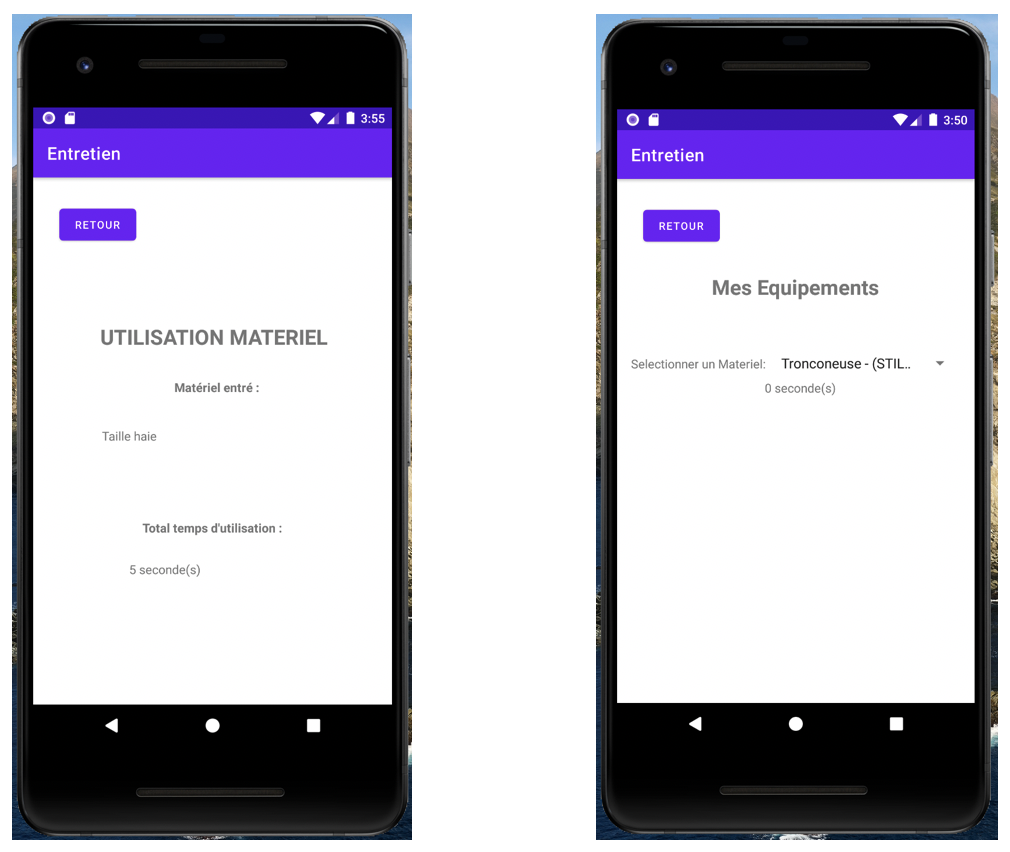 3:55
Entretien
RETOUR
UTILISATION MATERIEL
Matériel entré :
Taille haie
Total temps d'utilisation :
5 seconde(s)
3:50
Entretien
RETOUR
Mes Equipements
Selectionner un Materiel: Tronconeuse - (STIL..
0 seconde(s)